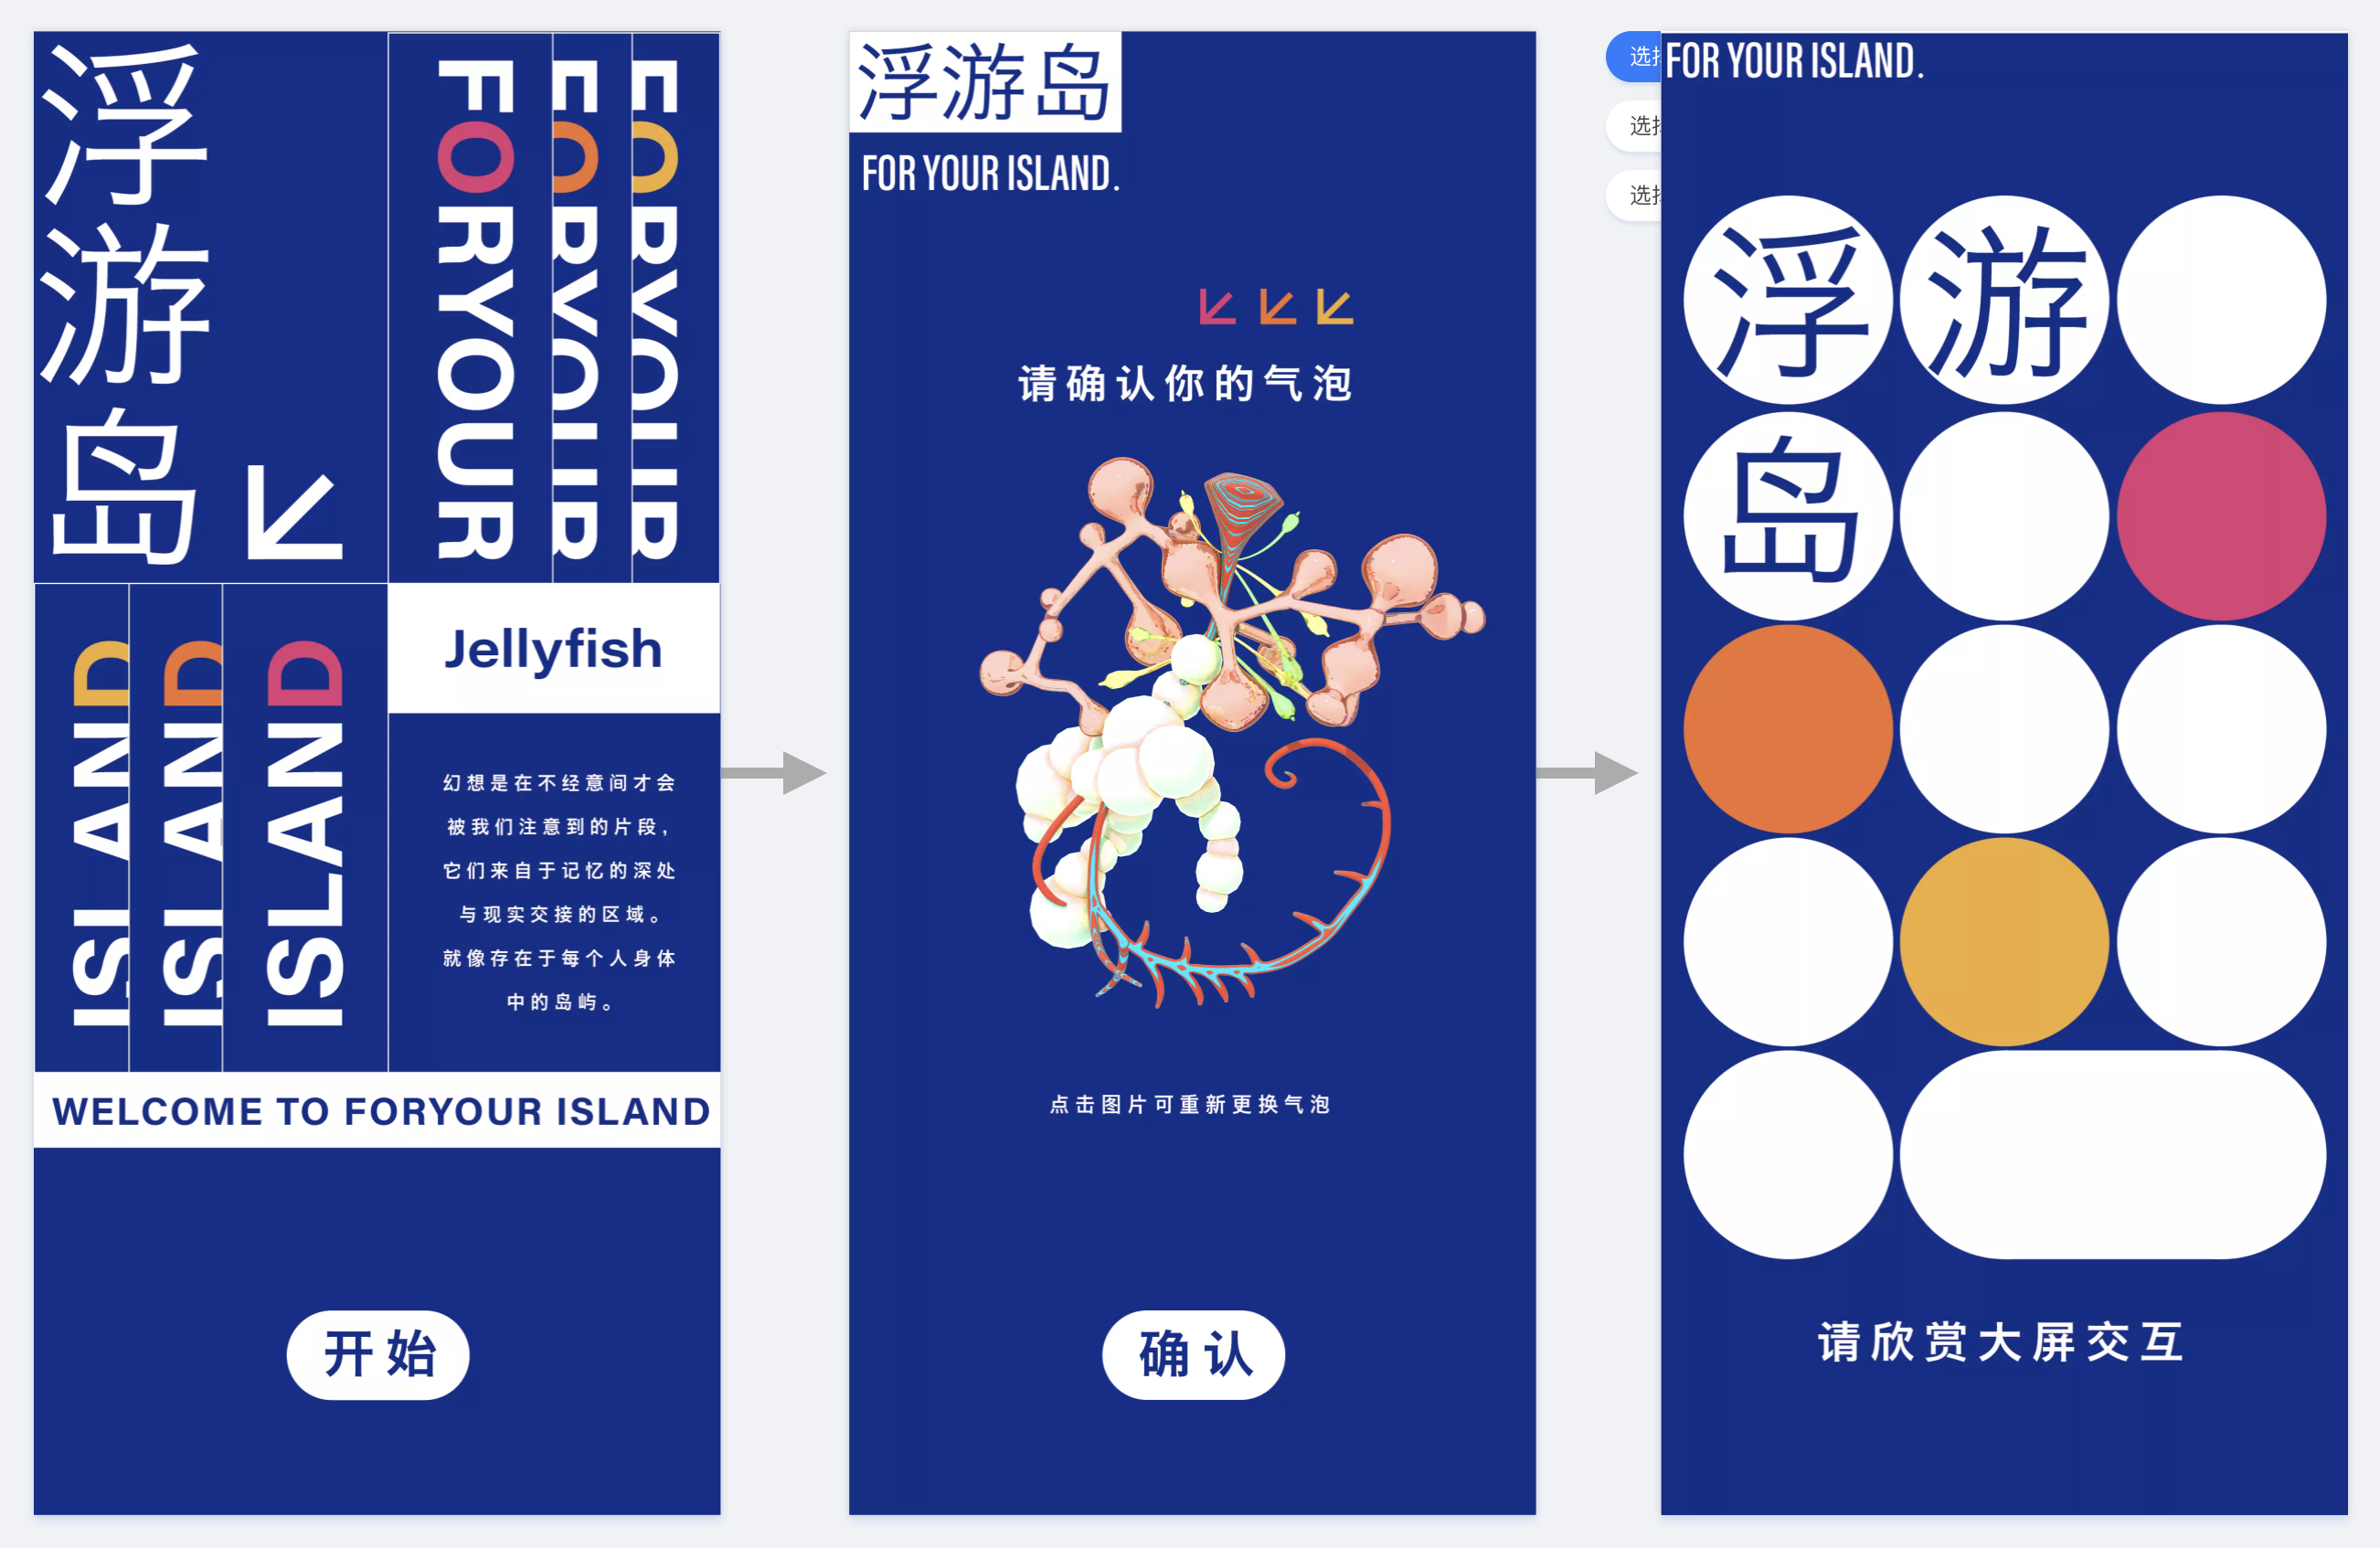 浮
游
岛
FORYOUR
FORYOUR
FORYOUR
ISLAND
ISLAND
ISLAND
Jellyfish
幻想是在不经意间才会
被我们注意到的片段，
它们来自于记忆的深处
与现实交接的区域。
就像存在于每个人身体
中的岛屿。
WELCOME TO FORYOUR ISLAND
开始
浮游岛
FOR YOUR ISLAND.
请确认你的气泡
点击图片可重新更换气泡
确认
选
选
选
FOR YOUR ISLAND.
浮 游
岛
请欣赏大屏交互